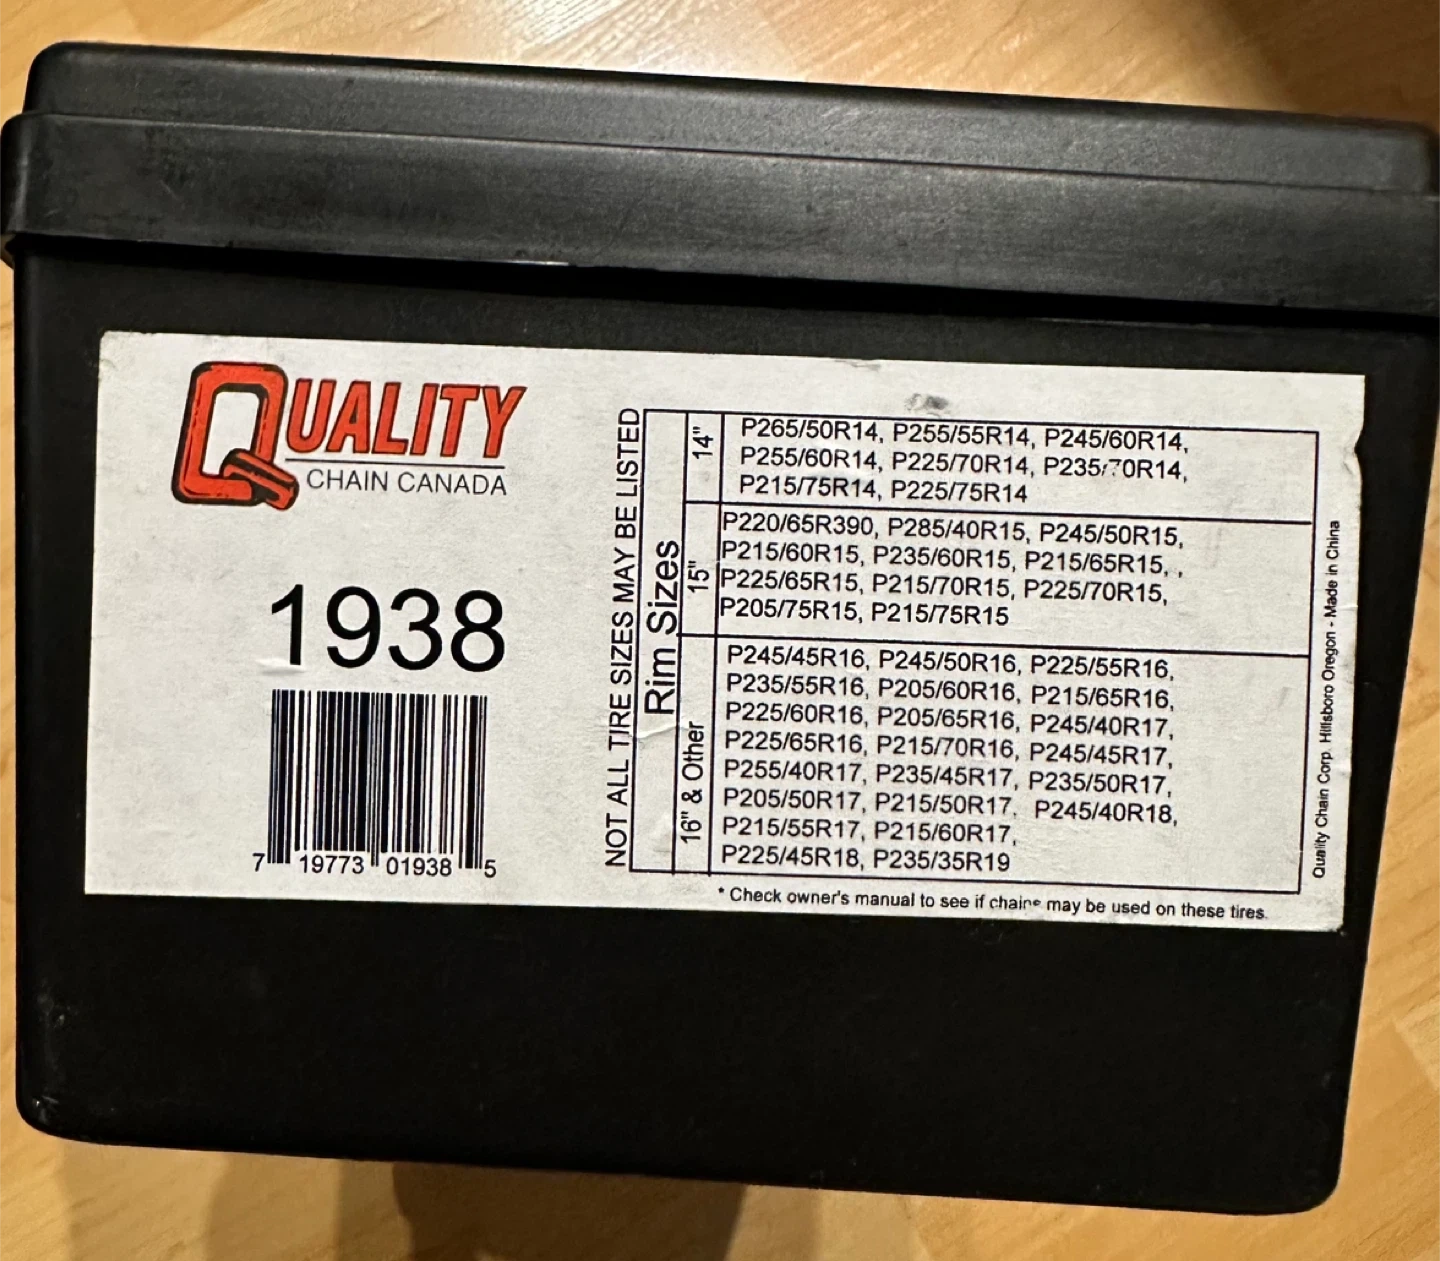 QUALITY
CHAIN CANADA
1938
7 19773 01938 5
NOT ALL TIRE SIZES MAY BE LISTED
Rim Sizes
14"
P265/50R14, P255/55R14, P245/60R14,
P255/60R14, P225/70R14, P235/70R14,
P215/75R14, P225/75R14
15"
P220/65R390, P285/40R15, P245/50R15,
P215/60R15, P235/60R15, P215/65R15, ,
P225/65R15, P215/70R15, P225/70R15,
P205/75R15, P215/75R15
16" & Other
P245/45R16, P245/50R16, P225/55R16,
P235/55R16, P205/60R16, P215/65R16,
P225/60R16, P205/65R16, P245/40R17,
P225/65R16, P215/70R16, P245/45R17,
P255/40R17, P235/45R17, P235/50R17,
P205/50R17, P215/50R17, P245/40R18,
P215/55R17, P215/60R17,
P225/45R18, P235/35R19
* Check owner's manual to see if chains may be used on these tires.
Quality Chain Corp. Hillsboro Oregon - Made in China